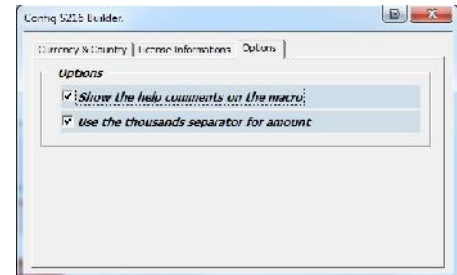 Config S216 Builder.
Currency & Country License Informations Options
Options
Show the help comments on the macro
Use the thousands separator for amount